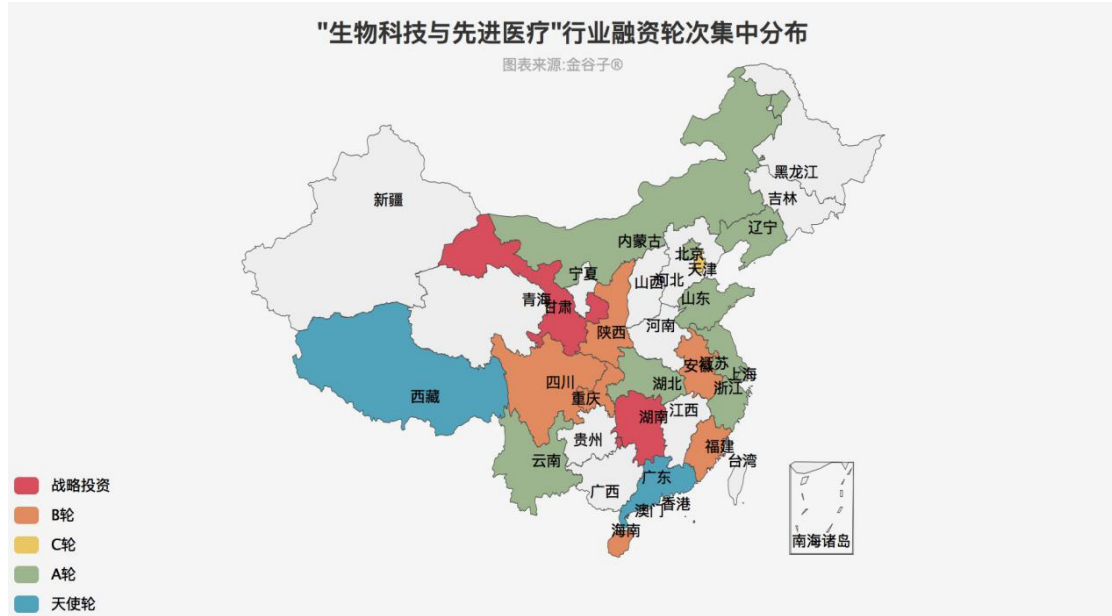 "生物科技与先进医疗"行业融资轮次集中分布
图表来源:金谷子®
黑龙江
新疆
吉林
辽宁
内蒙古
北京
天津
宁夏
山西
河北
青海
甘肃
山东
河南
陕西
安徽
江苏
上海
四川
湖北
浙江
西藏
重庆
湖南
江西
贵州
福建
云南
台湾
广东
广西
香港
澳门
海南
南海诸岛
战略投资
B轮
C轮
A轮
天使轮